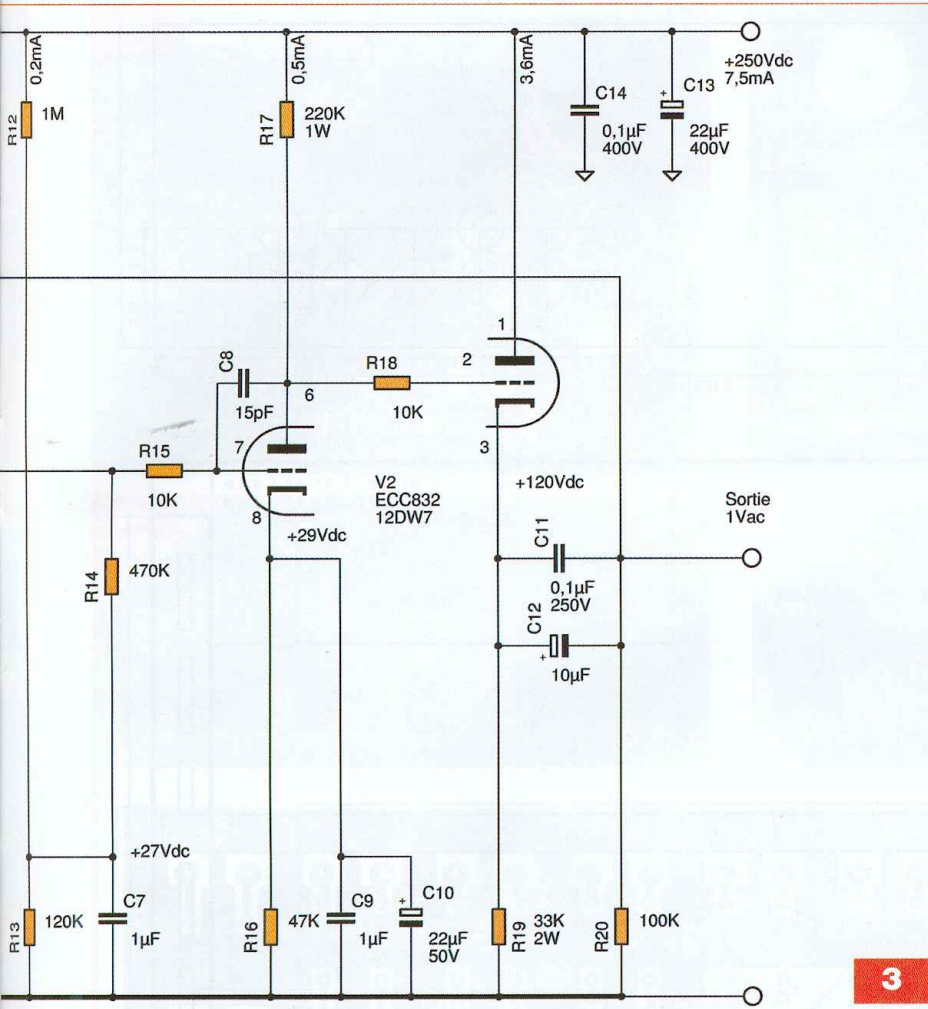 0,2mA
0,5mA
3,6mA
+250Vdc
7,5mA
R12
1M
R17
220K
1W
C14
0,1µF
400V
+
C13
22µF
400V
1
2
C8
15pF
6
R18
10K
7
3
R15
10K
V2
ECC832
12DW7
+120Vdc
Sortie
1Vac
8
+29Vdc
C11
0,1µF
250V
R14
470K
C12
+
10µF
+27Vdc
R13
120K
C7
1µF
R16
47K
C9
1µF
+
C10
22µF
50V
R19
33K
2W
R20
100K
3